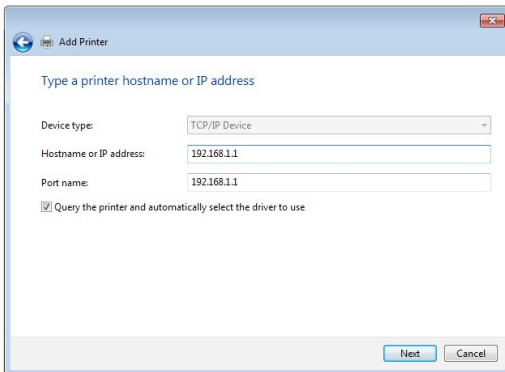 Add Printer
Type a printer hostname or IP address
Device type: TCP/IP Device
Hostname or IP address: 192.168.1.1
Port name: 192.168.1.1
Query the printer and automatically select the driver to use
Next Cancel